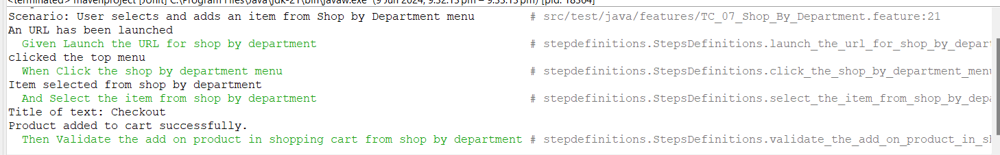 <terminated> mavenproject [JUnit] C:\Program Files\Java\jdk-21\bin\javaw.exe (9 Jun 2024, 9:32:15 pm – 9:33:15 pm) [pid: 18364]
Scenario: User selects and adds an item from Shop by Department menu # src/test/java/features/TC_07_Shop_By_Department.feature:21
An URL has been launched
Given Launch the URL for shop by department # stepdefinitions.StepsDefinitions.launch_the_url_for_shop_by_depart
clicked the top menu
When Click the shop by department menu # stepdefinitions.StepsDefinitions.click_the_shop_by_department_menu
Item selected from shop by department
And Select the item from shop by department # stepdefinitions.StepsDefinitions.select_the_item_from_shop_by_depa
Title of text: Checkout
Product added to cart successfully.
Then Validate the add on product in shopping cart from shop by department # stepdefinitions.StepsDefinitions.validate_the_add_on_product_in_sh